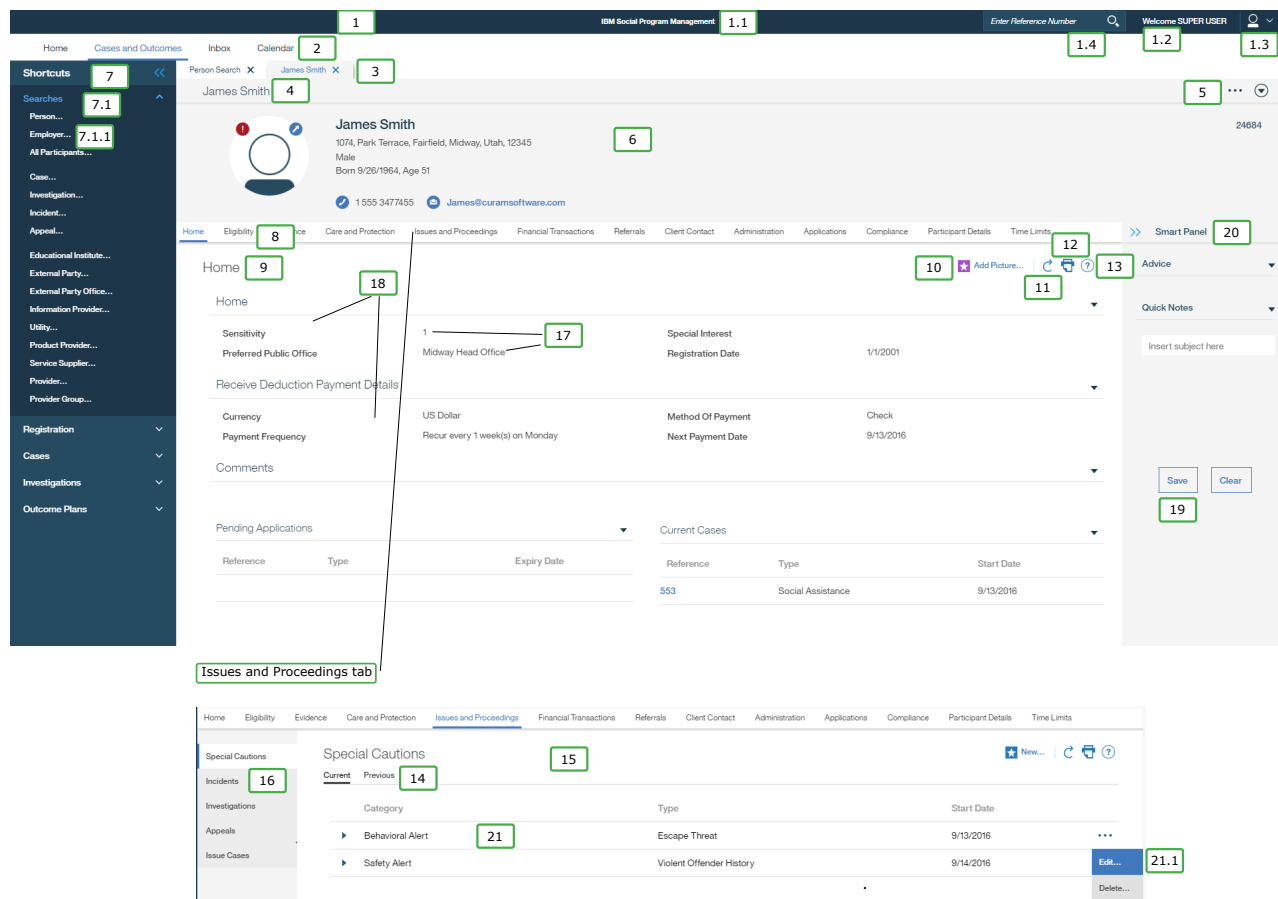 1 IBM Social Program Management 1.1 Enter Reference Number 1.4 Welcome SUPER USER 1.2 1.3
Home Cases and Outcomes Inbox Calendar 2
Shortcuts 7 Person Search X James Smith X 3
James Smith 4 5
Searches 7.1
Person...
Employer... 7.1.1
All Participants...
Case...
Investigation...
Incident...
Appeal...
Educational Institute...
External Party...
External Party Office...
Information Provider...
Utility...
Product Provider...
Service Supplier...
Provider...
Provider Group...
Registration
Cases
Investigations
Outcome Plans
James Smith 6 24684
1074, Park Terrace, Fairfield, Midway, Utah, 12345
Male
Born 9/26/1964, Age 51
1 555 3477455 James@curamsoftware.com
Home Eligibility 8 Care and Protection Issues and Proceedings Financial Transactions Referrals Client Contact Administration Applications Compliance Participant Details Time Limits
12
Home 9 10 Add Picture... ? 13
18 11
Home
Sensitivity 1 17 Special Interest
Preferred Public Office Midway Head Office Registration Date 1/1/2001
Receive Deduction Payment Details
Currency US Dollar Method Of Payment Check
Payment Frequency Recur every 1 week(s) on Monday Next Payment Date 9/13/2016
Comments
Pending Applications
Reference Type Expiry Date
Current Cases
Reference Type Start Date
553 Social Assistance 9/13/2016
Smart Panel 20
Advice
Quick Notes
Insert subject here
Save Clear
19
Issues and Proceedings tab
Home Eligibility Evidence Care and Protection Issues and Proceedings Financial Transactions Referrals Client Contact Administration Applications Compliance Participant Details Time Limits
Special Cautions
Incidents 16
Investigations
Appeals
Issue Cases
Special Cautions 15 New... ?
Current Previous 14
Category Type Start Date
Behavioral Alert 21 Escape Threat 9/13/2016 ...
Safety Alert Violent Offender History 9/14/2016 Edit... 21.1
Delete...